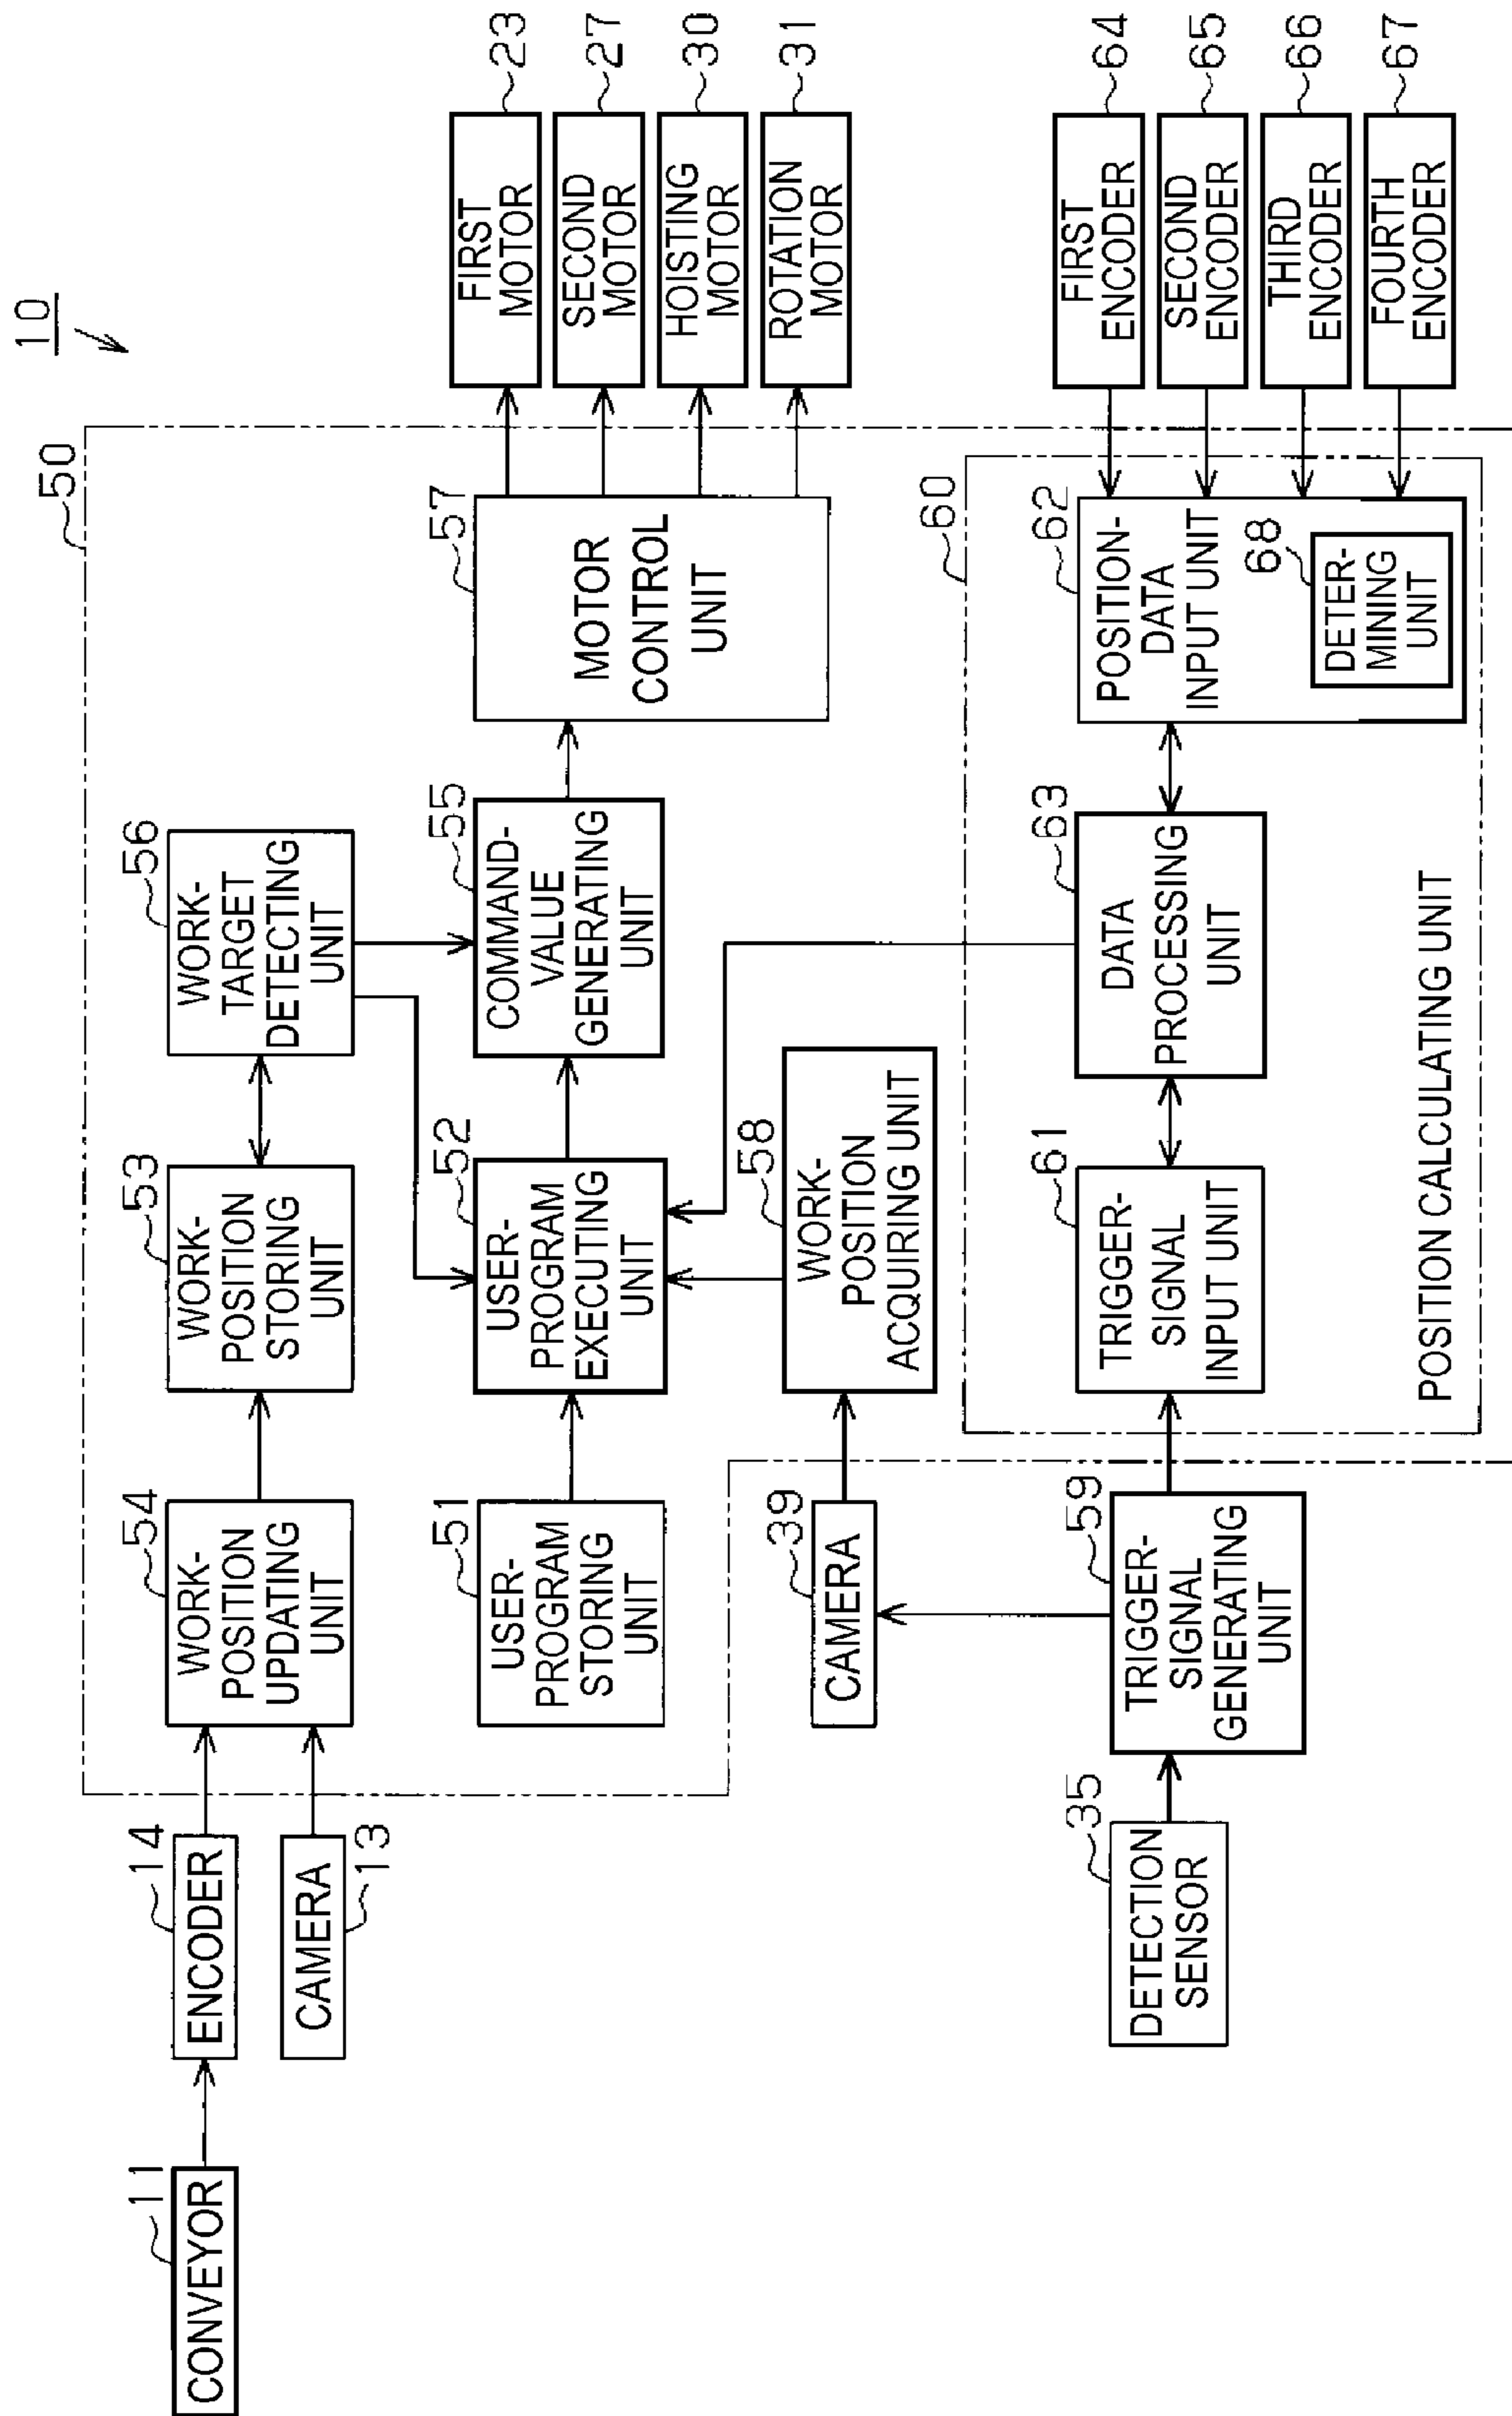 10
50
11
CONVEYOR
14
ENCODER
CAMERA
13
54
WORK-
POSITION
UPDATING
UNIT
53
WORK-
POSITION
STORING
UNIT
56
WORK-
TARGET
DETECTING
UNIT
51
USER-
PROGRAM
STORING
UNIT
52
USER-
PROGRAM
EXECUTING
UNIT
55
COMMAND-
VALUE
GENERATING
UNIT
57
MOTOR
CONTROL
UNIT
FIRST
MOTOR
23
SECOND
MOTOR
27
HOISTING
MOTOR
30
ROTATION
MOTOR
31
39
CAMERA
58
WORK-
POSITION
ACQUIRING UNIT
60
35
DETECTION
SENSOR
59
TRIGGER-
SIGNAL
GENERATING
UNIT
61
TRIGGER-
SIGNAL
INPUT UNIT
63
DATA
PROCESSING
UNIT
62
POSITION-
DATA
INPUT UNIT
68
DETER-
MINING
UNIT
FIRST
ENCODER
64
SECOND
ENCODER
65
THIRD
ENCODER
66
FOURTH
ENCODER
67
POSITION CALCULATING UNIT